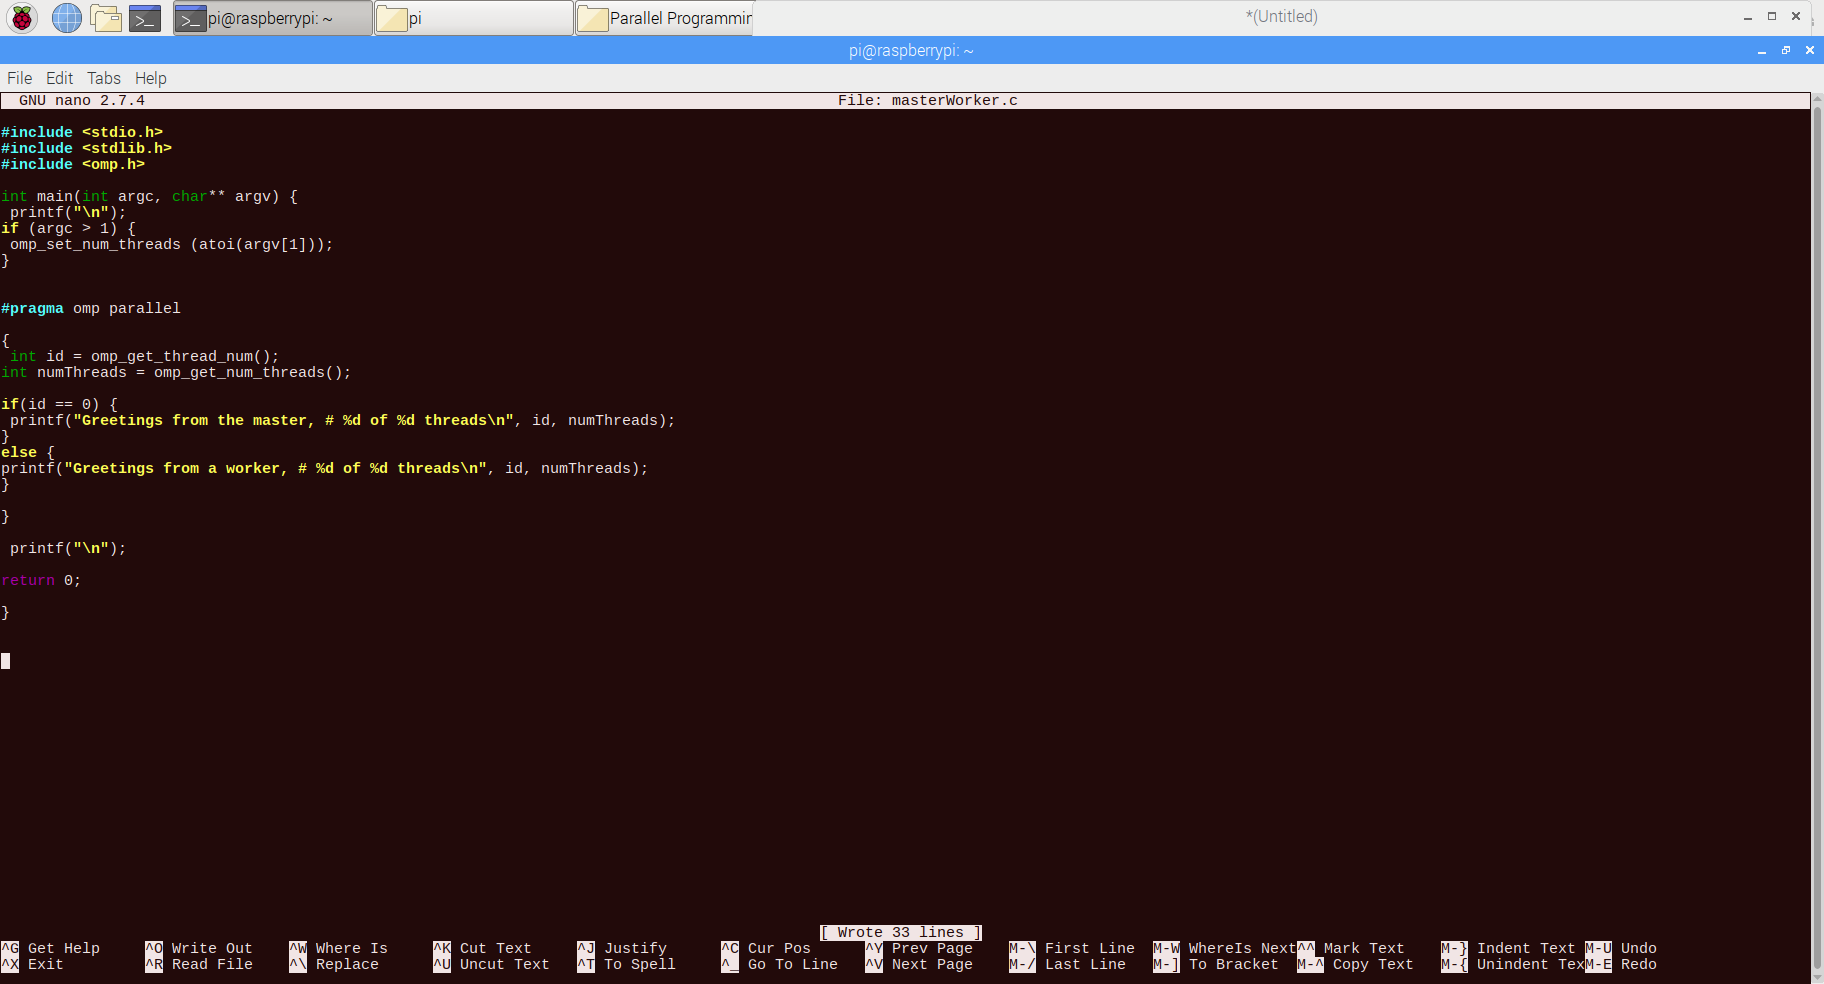 pi@raspberrypi: ~
pi
Parallel Programmin
*(Untitled)
pi@raspberrypi: ~
File Edit Tabs Help
GNU nano 2.7.4 File: masterWorker.c
#include <stdio.h>
#include <stdlib.h>
#include <omp.h>
int main(int argc, char** argv) {
printf("\n");
if (argc > 1) {
omp_set_num_threads (atoi(argv[1]));
}
#pragma omp parallel
{
int id = omp_get_thread_num();
int numThreads = omp_get_num_threads();
if(id == 0) {
printf("Greetings from the master, # %d of %d threads\n", id, numThreads);
}
else {
printf("Greetings from a worker, # %d of %d threads\n", id, numThreads);
}
}
printf("\n");
return 0;
}
[ Wrote 33 lines ]
^G Get Help ^O Write Out ^W Where Is ^K Cut Text ^J Justify ^C Cur Pos ^Y Prev Page M-\ First Line M-W WhereIs Next ^^ Mark Text M-} Indent Text M-U Undo
^X Exit ^R Read File ^\ Replace ^U Uncut Text ^T To Spell ^_ Go To Line ^V Next Page M-/ Last Line M-] To Bracket M-^ Copy Text M-{ Unindent Tex M-E Redo